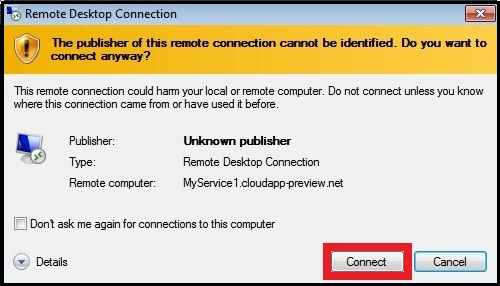 Remote Desktop Connection
The publisher of this remote connection cannot be identified. Do you want to
connect anyway?
This remote connection could harm your local or remote computer. Do not connect unless you know
where this connection came from or have used it before.
Publisher: Unknown publisher
Type: Remote Desktop Connection
Remote computer: MyService1.cloudapp-preview.net
Don't ask me again for connections to this computer
Details Connect Cancel